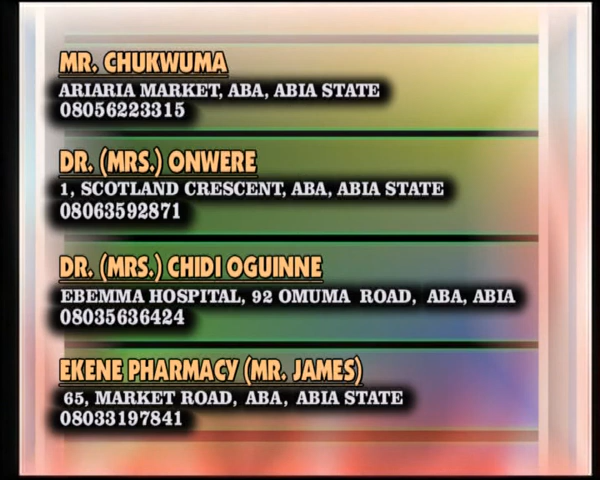 MR. CHUKWUMA
ARIARIA MARKET, ABA, ABIA STATE
08056223315
DR. (MRS.) ONWERE
1, SCOTLAND CRESCENT, ABA, ABIA STATE
08063592871
DR. (MRS.) CHIDI OGUINNE
EBEMMA HOSPITAL, 92 OMUMA ROAD, ABA, ABIA
08035636424
EKENE PHARMACY (MR. JAMES)
65, MARKET ROAD, ABA, ABIA STATE
08033197841